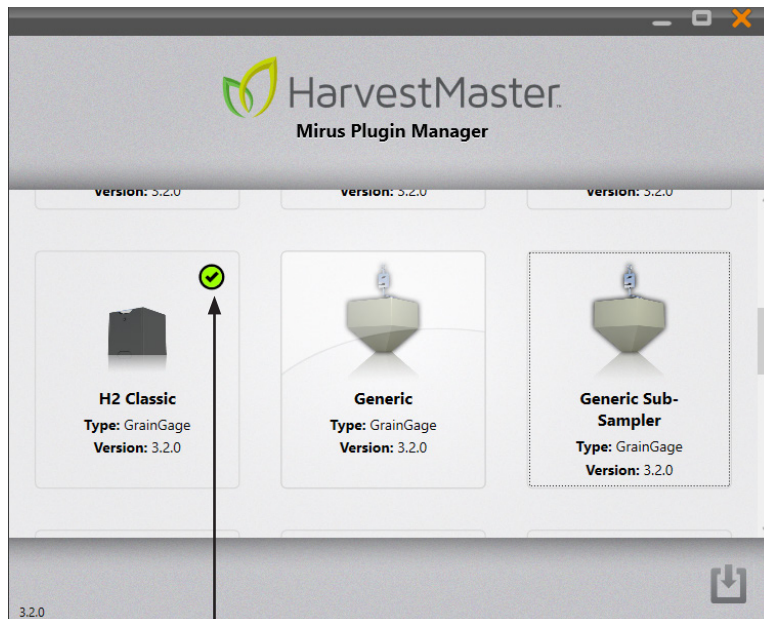 HarvestMaster™
Mirus Plugin Manager
Version: 3.2.0
Version: 3.2.0
Version: 3.2.0
H2 Classic
Type: GrainGage
Version: 3.2.0
Generic
Type: GrainGage
Version: 3.2.0
Generic Sub-
Sampler
Type: GrainGage
Version: 3.2.0
3.2.0